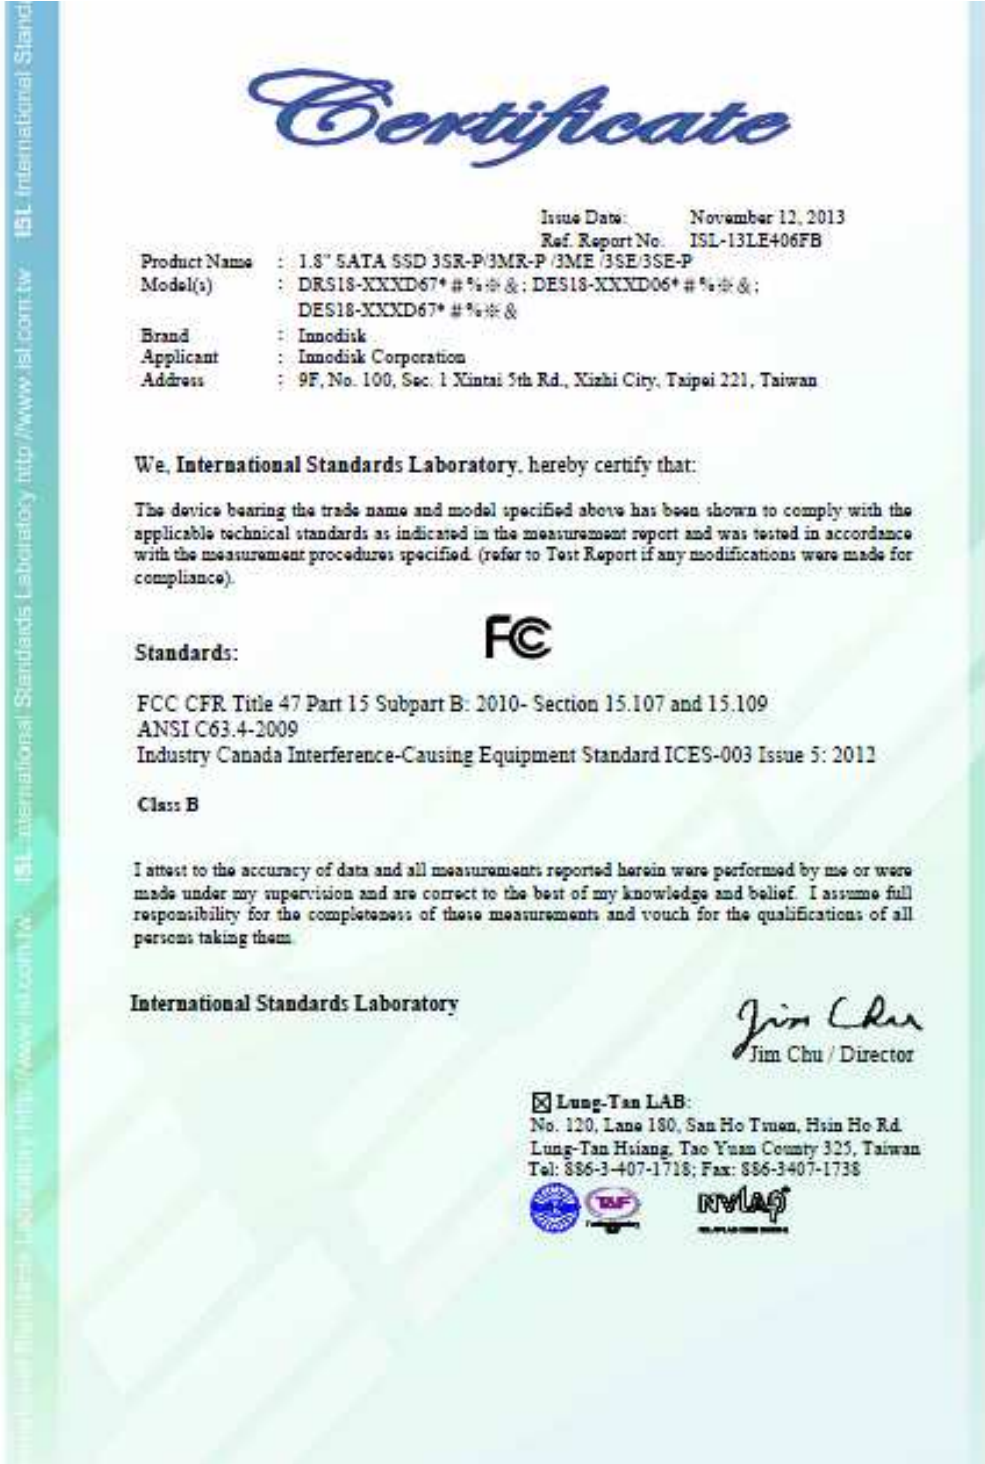 Certificate
Issue Date: November 12, 2013
Ref. Report No. ISL-13LE406FB
Product Name : 1.8" SATA SSD 3SR-P/3MR-P /3ME /3SE/3SE-P
Model(s) : DRS18-XXXD67*#%※&; DES18-XXXD06*#%※&;
DES18-XXXD67*#%※&
Brand : Innodisk
Applicant : Innodisk Corporation
Address : 9F, No. 100, Sec. 1 Xintai 5th Rd., Xizhi City, Taipei 221, Taiwan
We, International Standards Laboratory, hereby certify that:
The device bearing the trade name and model specified above has been shown to comply with the
applicable technical standards as indicated in the measurement report and was tested in accordance
with the measurement procedures specified. (refer to Test Report if any modifications were made for
compliance).
FC
Standards:
FCC CFR Title 47 Part 15 Subpart B: 2010- Section 15.107 and 15.109
ANSI C63.4-2009
Industry Canada Interference-Causing Equipment Standard ICES-003 Issue 5: 2012
Class B
I attest to the accuracy of data and all measurements reported herein were performed by me or were
made under my supervision and are correct to the best of my knowledge and belief. I assume full
responsibility for the completeness of these measurements and vouch for the qualifications of all
persons taking them.
International Standards Laboratory
Jim Chu
Jim Chu / Director
☒ Lung-Tan LAB:
No. 120, Lane 180, San Ho Tsuen, Hsin Ho Rd.
Lung-Tan Hsiang, Tao Yuan County 325, Taiwan
Tel: 886-3-407-1718; Fax: 886-3407-1738
TAF
NVLAP
ISL International Standards Laboratory http://www.isl.com.tw